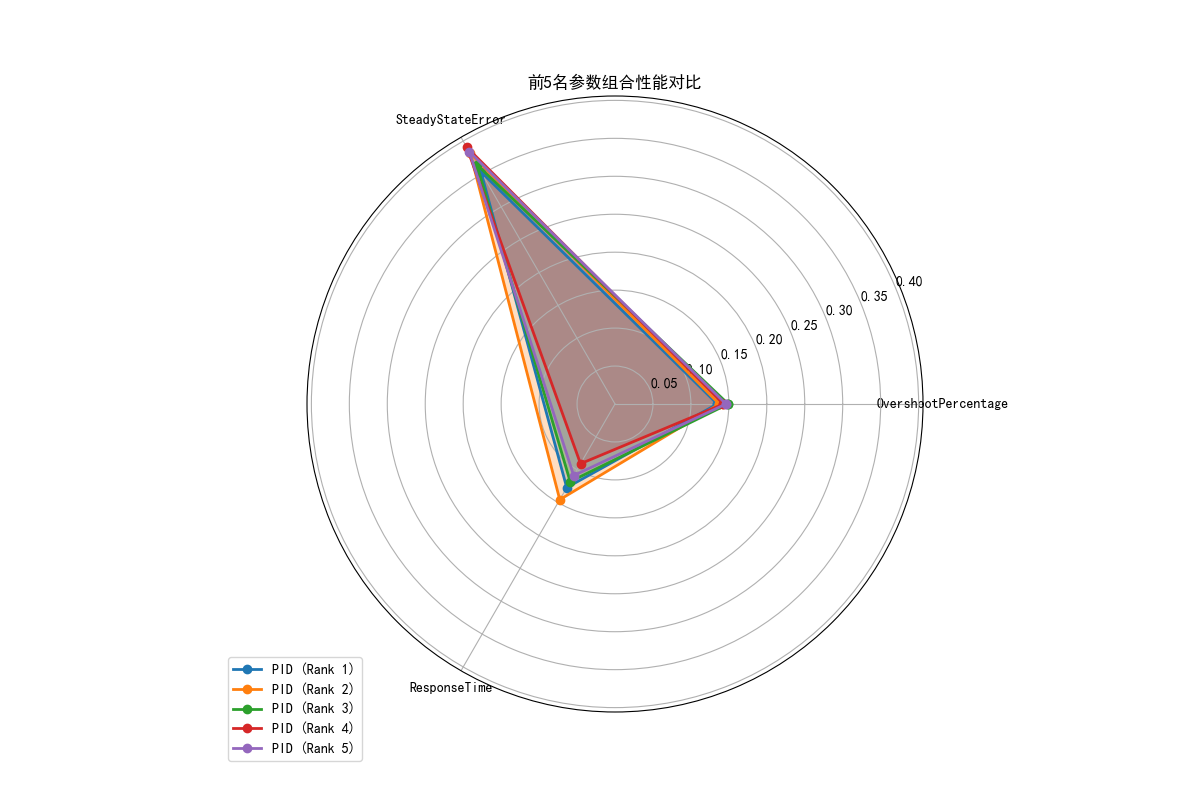 前5名参数组合性能对比
SteadyStateError
0.40
0.35
0.30
0.25
0.20
0.15
0.10
0.05
OvershootPercentage
ResponseTime
PID (Rank 1)
PID (Rank 2)
PID (Rank 3)
PID (Rank 4)
PID (Rank 5)